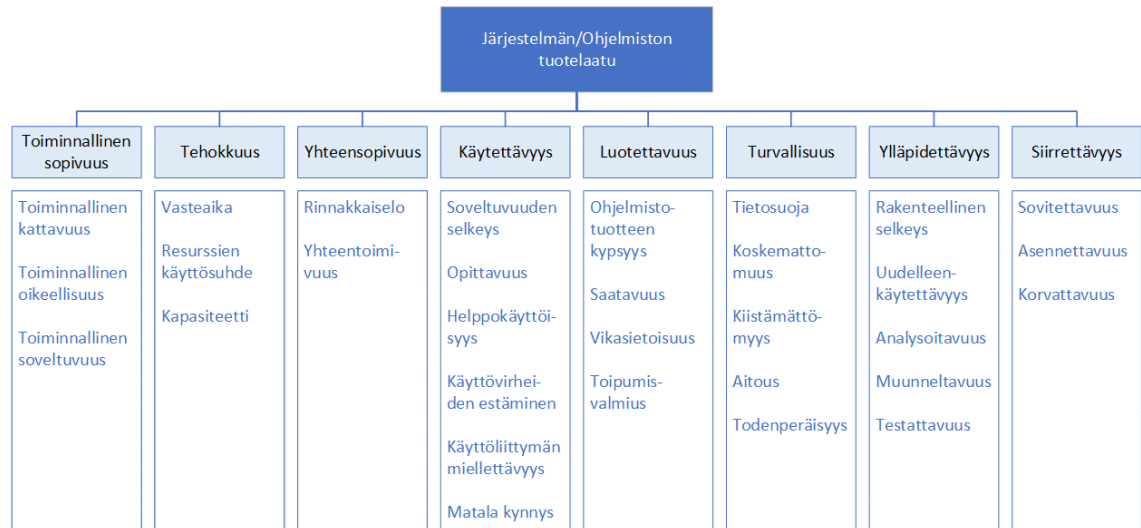 Järjestelmän/Ohjelmiston
tuotelaatu
Toiminnallinen
sopivuus
Tehokkuus
Yhteensopivuus
Käytettävyys
Luotettavuus
Turvallisuus
Ylläpidettävyys
Siirrettävyys
Toiminnallinen
kattavuus
Toiminnallinen
oikeellisuus
Toiminnallinen
soveltuvuus
Vasteaika
Resurssien
käyttösuhde
Kapasiteetti
Rinnakkaiselo
Yhteentoimi-
vuus
Soveltuvuuden
selkeys
Opittavuus
Helppokäyttöi-
syys
Käyttövirhei-
den estäminen
Käyttöliittymän
miellettävyys
Matala kynnys
Ohjelmisto-
tuotteen
kypsyys
Saatavuus
Vikasietoisuus
Toipumis-
valmius
Tietosuoja
Koskematto-
muus
Kiistämättö-
myys
Aitous
Todenperäisyys
Rakenteellinen
selkeys
Uudelleen-
käytettävyys
Analysoitavuus
Muunneltavuus
Testattavuus
Sovitettavuus
Asennettavuus
Korvattavuus